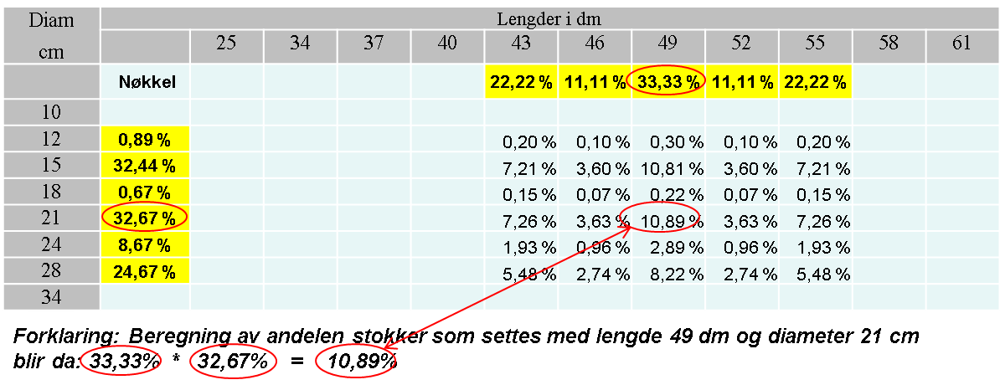 Diam Lengder i dm
cm 25 34 37 40 43 46 49 52 55 58 61
Nøkkel 22,22 % 11,11 % 33,33 % 11,11 % 22,22 %
10
12 0,89 % 0,20 % 0,10 % 0,30 % 0,10 % 0,20 %
15 32,44 % 7,21 % 3,60 % 10,81 % 3,60 % 7,21 %
18 0,67 % 0,15 % 0,07 % 0,22 % 0,07 % 0,15 %
21 32,67 % 7,26 % 3,63 % 10,89 % 3,63 % 7,26 %
24 8,67 % 1,93 % 0,96 % 2,89 % 0,96 % 1,93 %
28 24,67 % 5,48 % 2,74 % 8,22 % 2,74 % 5,48 %
34
Forklaring: Beregning av andelen stokker som settes med lengde 49 dm og diameter 21 cm
blir da: 33,33% * 32,67% = 10,89%